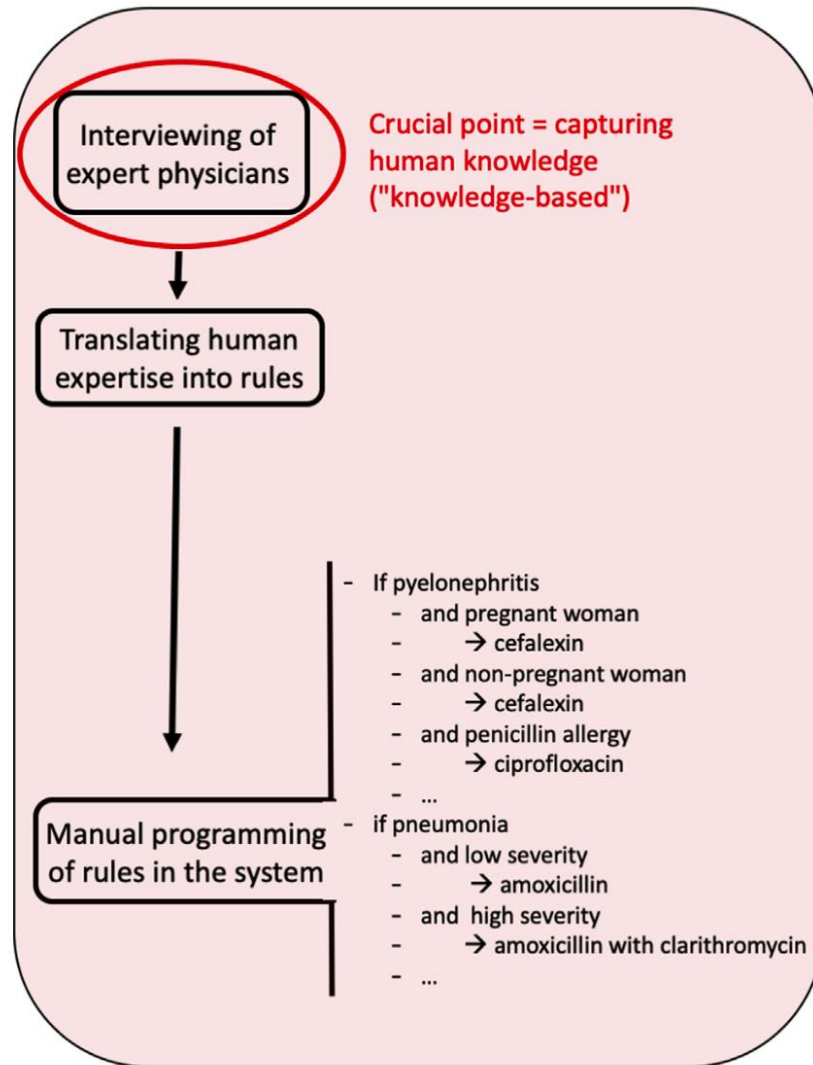 Interviewing of
expert physicians
Crucial point = capturing
human knowledge
("knowledge-based")
Translating human
expertise into rules
Manual programming
of rules in the system
- If pyelonephritis
- and pregnant woman
- → cefalexin
- and non-pregnant woman
- → cefalexin
- and penicillin allergy
- → ciprofloxacin
- ...
- if pneumonia
- and low severity
- → amoxicillin
- and high severity
- → amoxicillin with clarithromycin
- ...